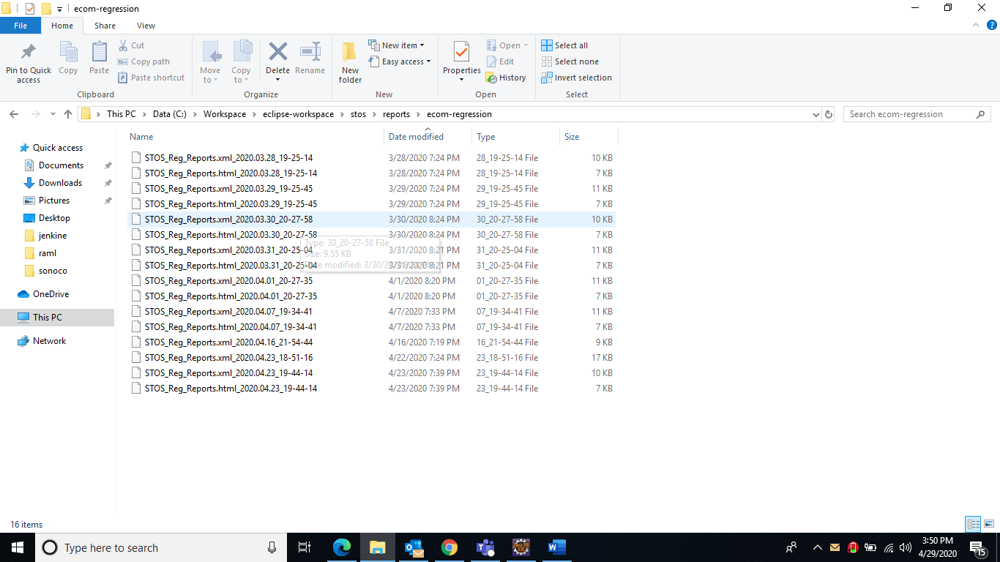 ecom-regression
File Home Share View
Pin to Quick access
Copy
Paste
Cut
Copy path
Paste shortcut
Clipboard
Move to
Copy to
Delete
Rename
Organize
New folder
New item
Easy access
New
Properties
Open
Edit
History
Open
Select all
Select none
Invert selection
Select
This PC > Data (C:) > Workspace > eclipse-workspace > stos > reports > ecom-regression
Search ecom-regression
Quick access
Documents
Downloads
Pictures
Desktop
jenkine
raml
sonoco
OneDrive
This PC
Network
Name Date modified Type Size
STOS_Reg_Reports.xml_2020.03.28_19-25-14 3/28/2020 7:24 PM 28_19-25-14 File 10 KB
STOS_Reg_Reports.html_2020.03.28_19-25-14 3/28/2020 7:24 PM 28_19-25-14 File 7 KB
STOS_Reg_Reports.xml_2020.03.29_19-25-45 3/29/2020 7:24 PM 29_19-25-45 File 11 KB
STOS_Reg_Reports.html_2020.03.29_19-25-45 3/29/2020 7:24 PM 29_19-25-45 File 7 KB
STOS_Reg_Reports.xml_2020.03.30_20-27-58 3/30/2020 8:24 PM 30_20-27-58 File 10 KB
STOS_Reg_Reports.html_2020.03.30_20-27-58 3/30/2020 8:24 PM 30_20-27-58 File 7 KB
STOS_Reg_Reports.xml_2020.03.31_20-25-04 3/31/2020 8:21 PM 31_20-25-04 File 11 KB
STOS_Reg_Reports.html_2020.03.31_20-25-04 3/31/2020 8:21 PM 31_20-25-04 File 7 KB
STOS_Reg_Reports.xml_2020.04.01_20-27-35 4/1/2020 8:20 PM 01_20-27-35 File 11 KB
STOS_Reg_Reports.html_2020.04.01_20-27-35 4/1/2020 8:20 PM 01_20-27-35 File 7 KB
STOS_Reg_Reports.xml_2020.04.07_19-34-41 4/7/2020 7:33 PM 07_19-34-41 File 11 KB
STOS_Reg_Reports.html_2020.04.07_19-34-41 4/7/2020 7:33 PM 07_19-34-41 File 7 KB
STOS_Reg_Reports.xml_2020.04.16_21-54-44 4/16/2020 7:19 PM 16_21-54-44 File 9 KB
STOS_Reg_Reports.xml_2020.04.23_18-51-16 4/22/2020 7:24 PM 23_18-51-16 File 17 KB
STOS_Reg_Reports.xml_2020.04.23_19-44-14 4/23/2020 7:39 PM 23_19-44-14 File 10 KB
STOS_Reg_Reports.html_2020.04.23_19-44-14 4/23/2020 7:39 PM 23_19-44-14 File 7 KB
Type: 30_20-27-58 File
Size: 9.55 KB
Date modified:
16 items
Type here to search
3:50 PM
4/29/2020
15